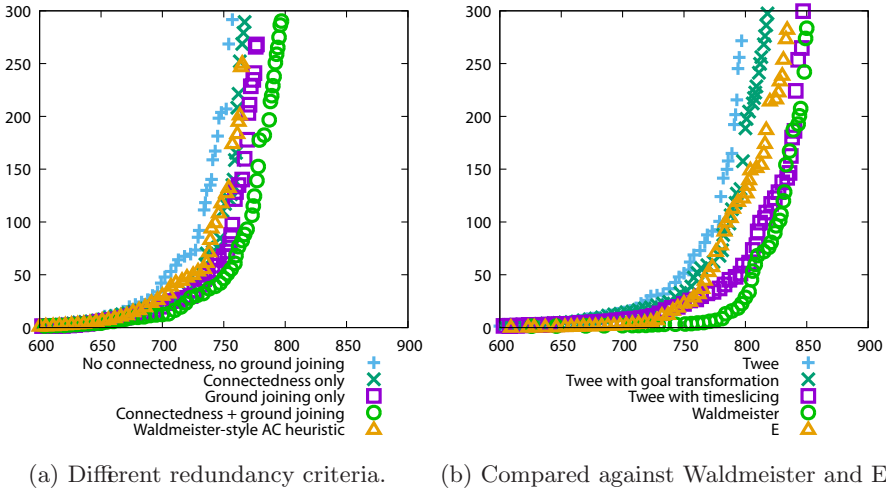 300
250
200
150
100
50
0
600 650 700 750 800 850 900
No connectedness, no ground joining
Connectedness only
Ground joining only
Connectedness + ground joining
Waldmeister-style AC heuristic
(a) Different redundancy criteria.
300
250
200
150
100
50
0
600 650 700 750 800 850 900
Twee
Twee with goal transformation
Twee with timeslicing
Waldmeister
E
(b) Compared against Waldmeister and E